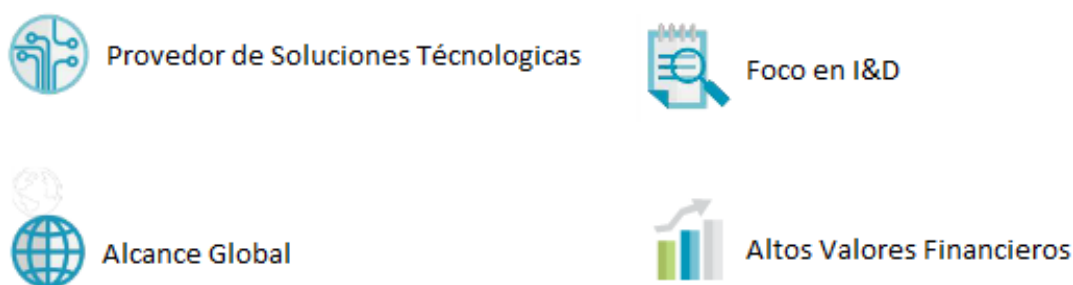 Provedor de Soluciones Técnologicas
Foco en I&D
Alcance Global
Altos Valores Financieros